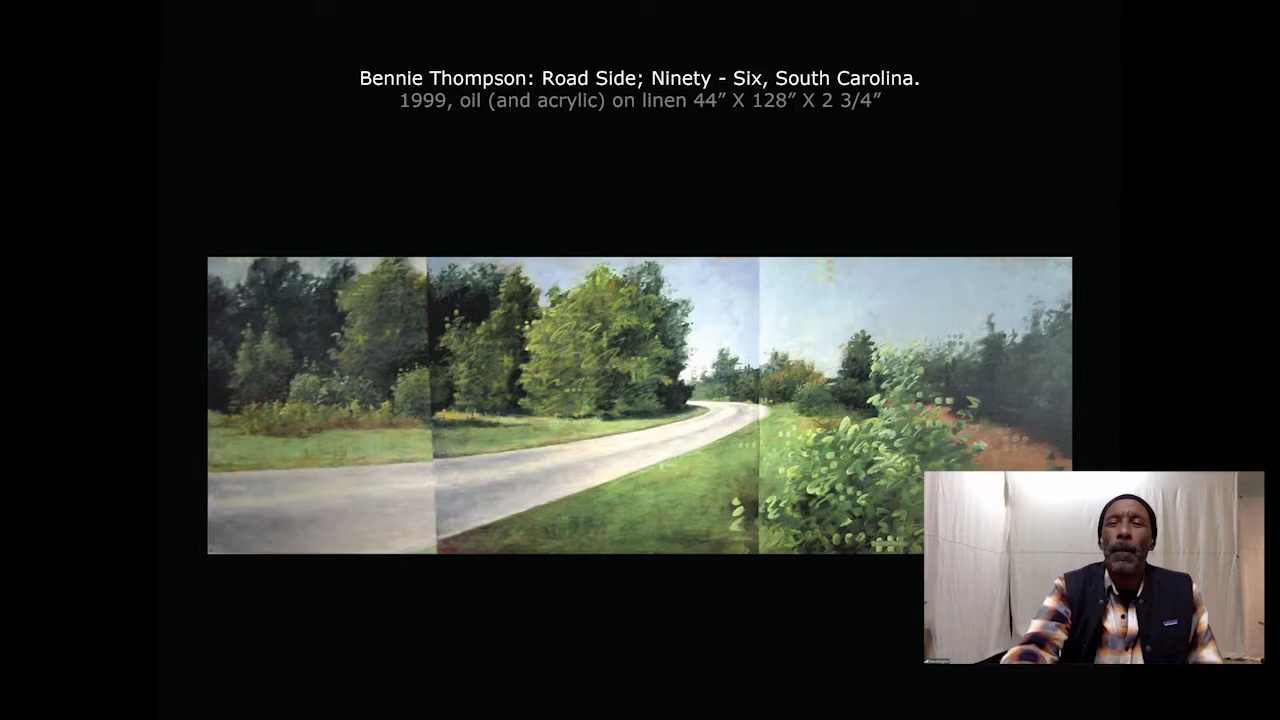 Bennie Thompson: Road Side; Ninety - Six, South Carolina.
1999, oil (and acrylic) on linen 44” X 128” X 2 3/4”